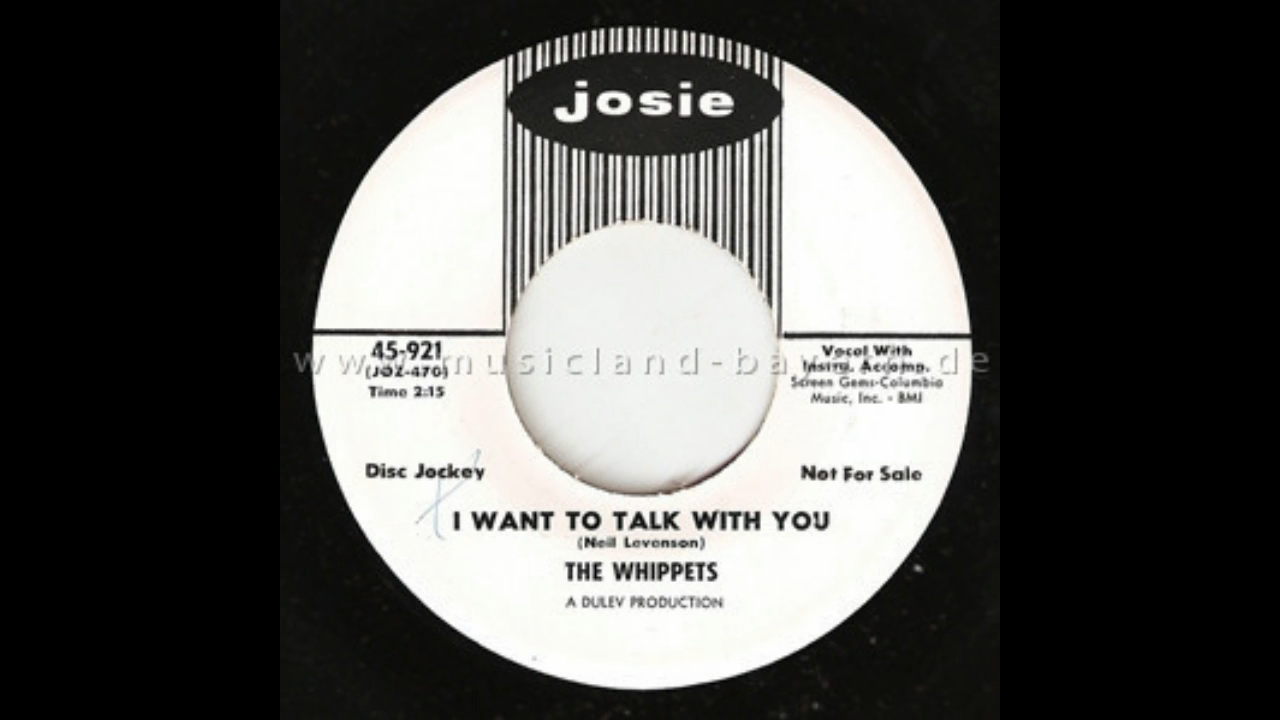 josie
45-921
(JOZ-470)
Time 2:15
Vocal With
Instru. Accomp.
Screen Gems-Columbia
Music, Inc. - BMI
Disc Jockey
Not For Sale
I WANT TO TALK WITH YOU
(Neil Levenson)
THE WHIPPETS
A DULEV PRODUCTION